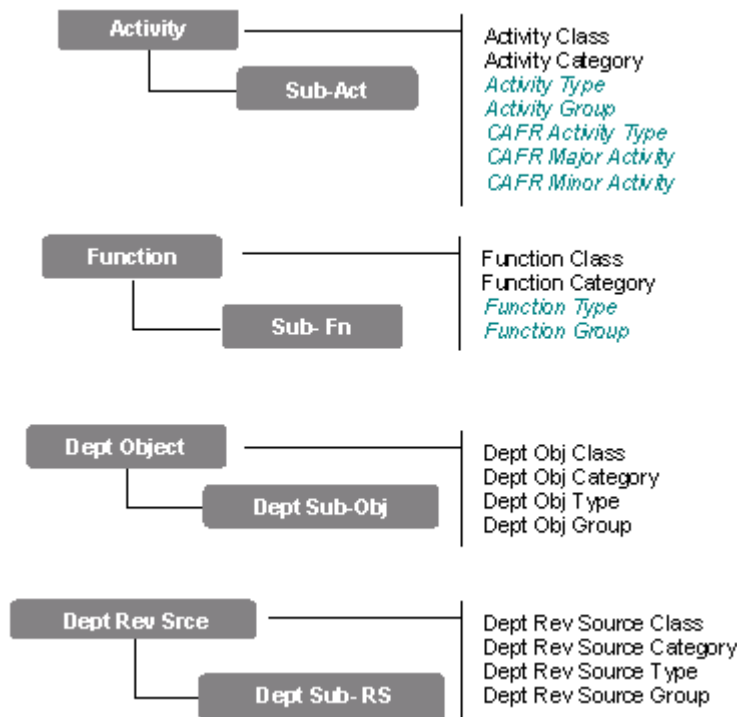 Activity
Sub-Act
Activity Class
Activity Category
Activity Type
Activity Group
CAFR Activity Type
CAFR Major Activity
CAFR Minor Activity
Function
Sub- Fn
Function Class
Function Category
Function Type
Function Group
Dept Object
Dept Sub-Obj
Dept Obj Class
Dept Obj Category
Dept Obj Type
Dept Obj Group
Dept Rev Srce
Dept Sub- RS
Dept Rev Source Class
Dept Rev Source Category
Dept Rev Source Type
Dept Rev Source Group